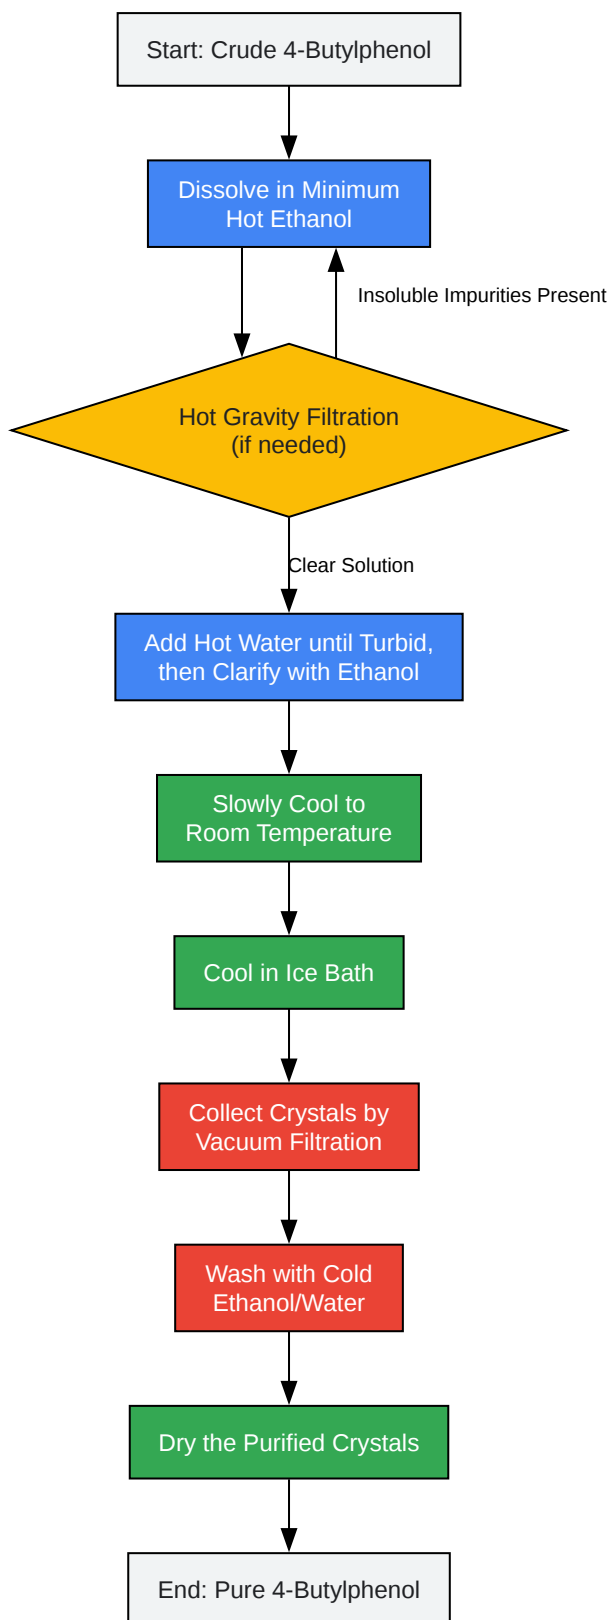 Start: Crude 4-Butylphenol
Dissolve in Minimum
Hot Ethanol
Insoluble Impurities Present
Hot Gravity Filtration
(if needed)
Clear Solution
Add Hot Water until Turbid,
then Clarify with Ethanol
Slowly Cool to
Room Temperature
Cool in Ice Bath
Collect Crystals by
Vacuum Filtration
Wash with Cold
Ethanol/Water
Dry the Purified Crystals
End: Pure 4-Butylphenol